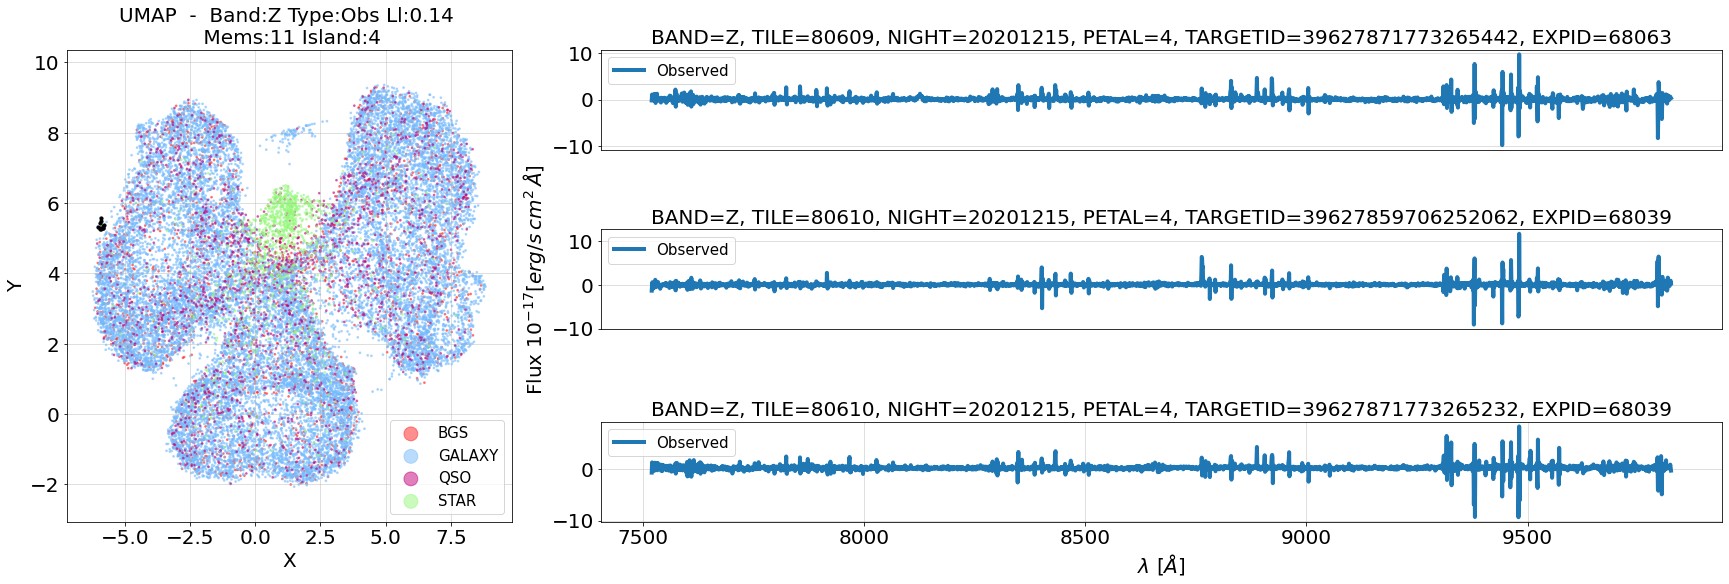 UMAP  -  Band:Z Type:Obs Ll:0.14
Mems:11 Island:4
10
8
6
4
2
0
−2
Y
−5.0
−2.5
0.0
2.5
5.0
7.5
X
BGS
GALAXY
QSO
STAR
Flux 10^{-17}[erg/s cm^2 Å]
BAND=Z, TILE=80609, NIGHT=20201215, PETAL=4, TARGETID=39627871773265442, EXPID=68063
10
0
−10
Observed
BAND=Z, TILE=80610, NIGHT=20201215, PETAL=4, TARGETID=39627859706252062, EXPID=68039
10
0
−10
Observed
BAND=Z, TILE=80610, NIGHT=20201215, PETAL=4, TARGETID=39627871773265232, EXPID=68039
0
−10
Observed
7500
8000
8500
9000
9500
λ [Å]